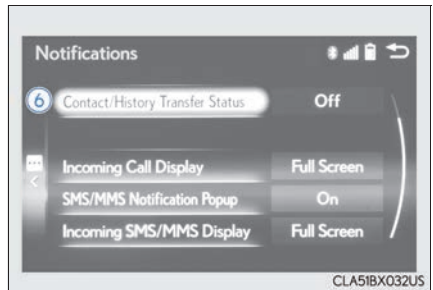 Notifications
6 Contact/History Transfer Status Off
Incoming Call Display Full Screen
SMS/MMS Notification Popup On
Incoming SMS/MMS Display Full Screen
CLA51BX032US